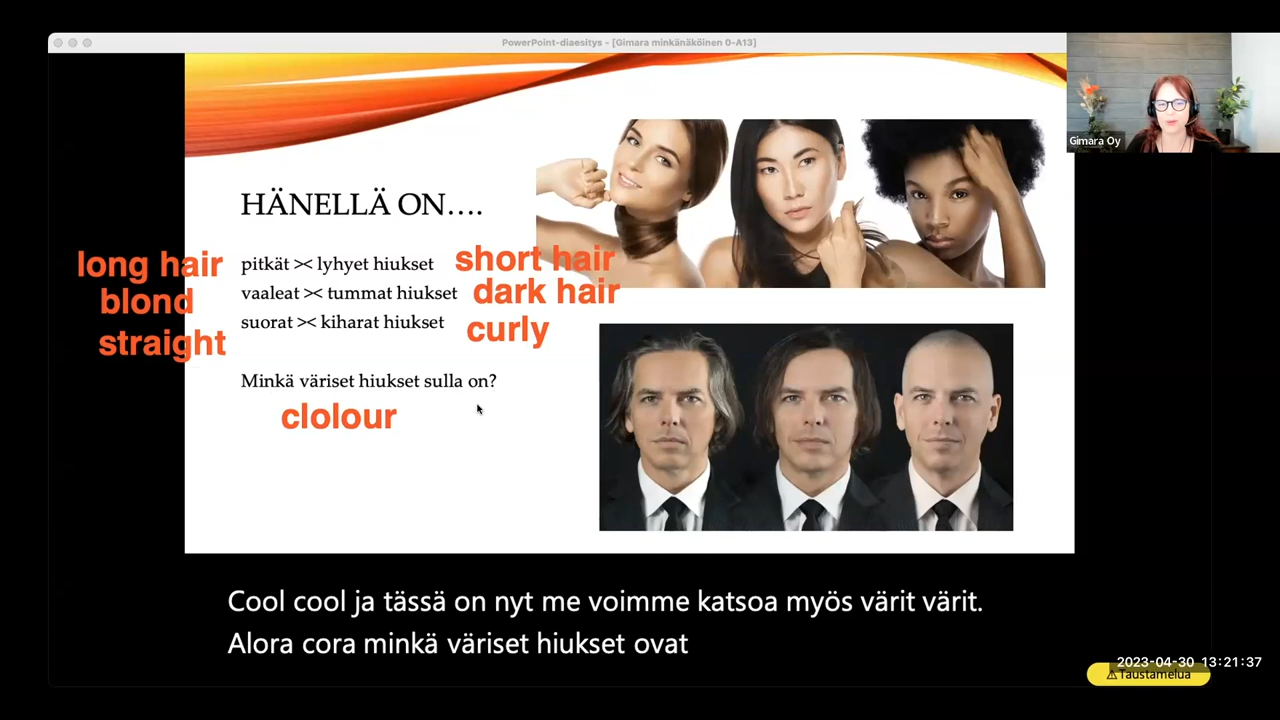 PowerPoint-diaesitys - [Gimara minkänäköinen 0-A13]
Gimara Oy
HÄNELLÄ ON….
long hair pitkät >< lyhyet hiukset short hair
blond vaaleat >< tummat hiukset dark hair
straight suorat >< kiharat hiukset curly
Minkä väriset hiukset sulla on?
clolour
Cool cool ja tässä on nyt me voimme katsoa myös värit värit.
Alora cora minkä väriset hiukset ovat
2023-04-30 13:21:37
⚠Taustamelua